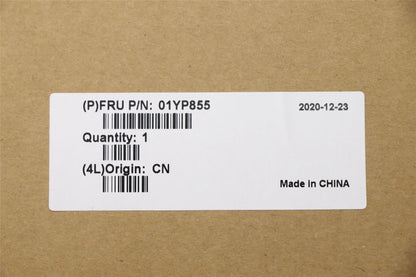 (P)FRU P/N: 01YP855
2020-12-23
Quantity: 1
(4L)Origin: CN
Made in CHINA